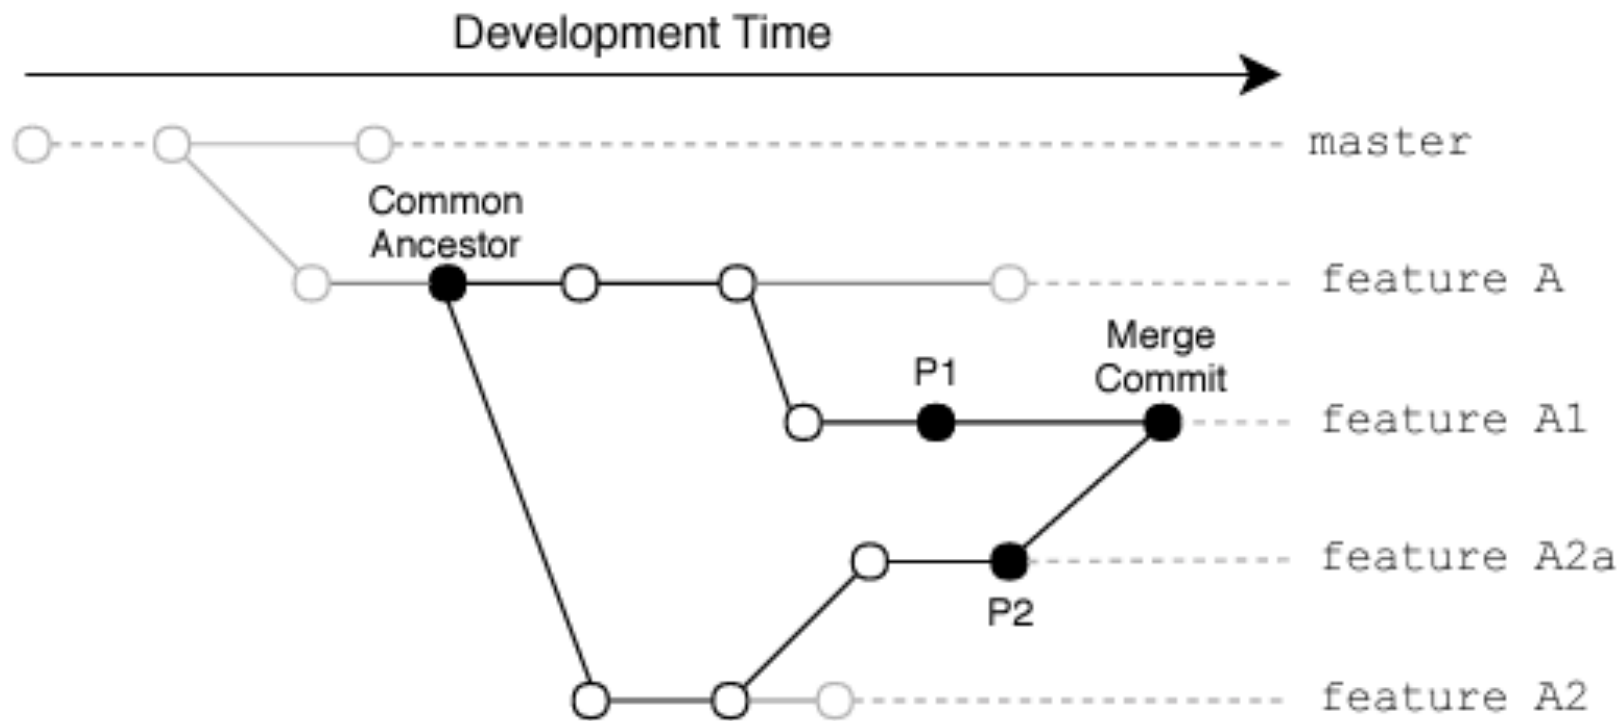 Development Time
master
Common
Ancestor
feature A
Merge
Commit
P1
feature A1
feature A2a
P2
feature A2